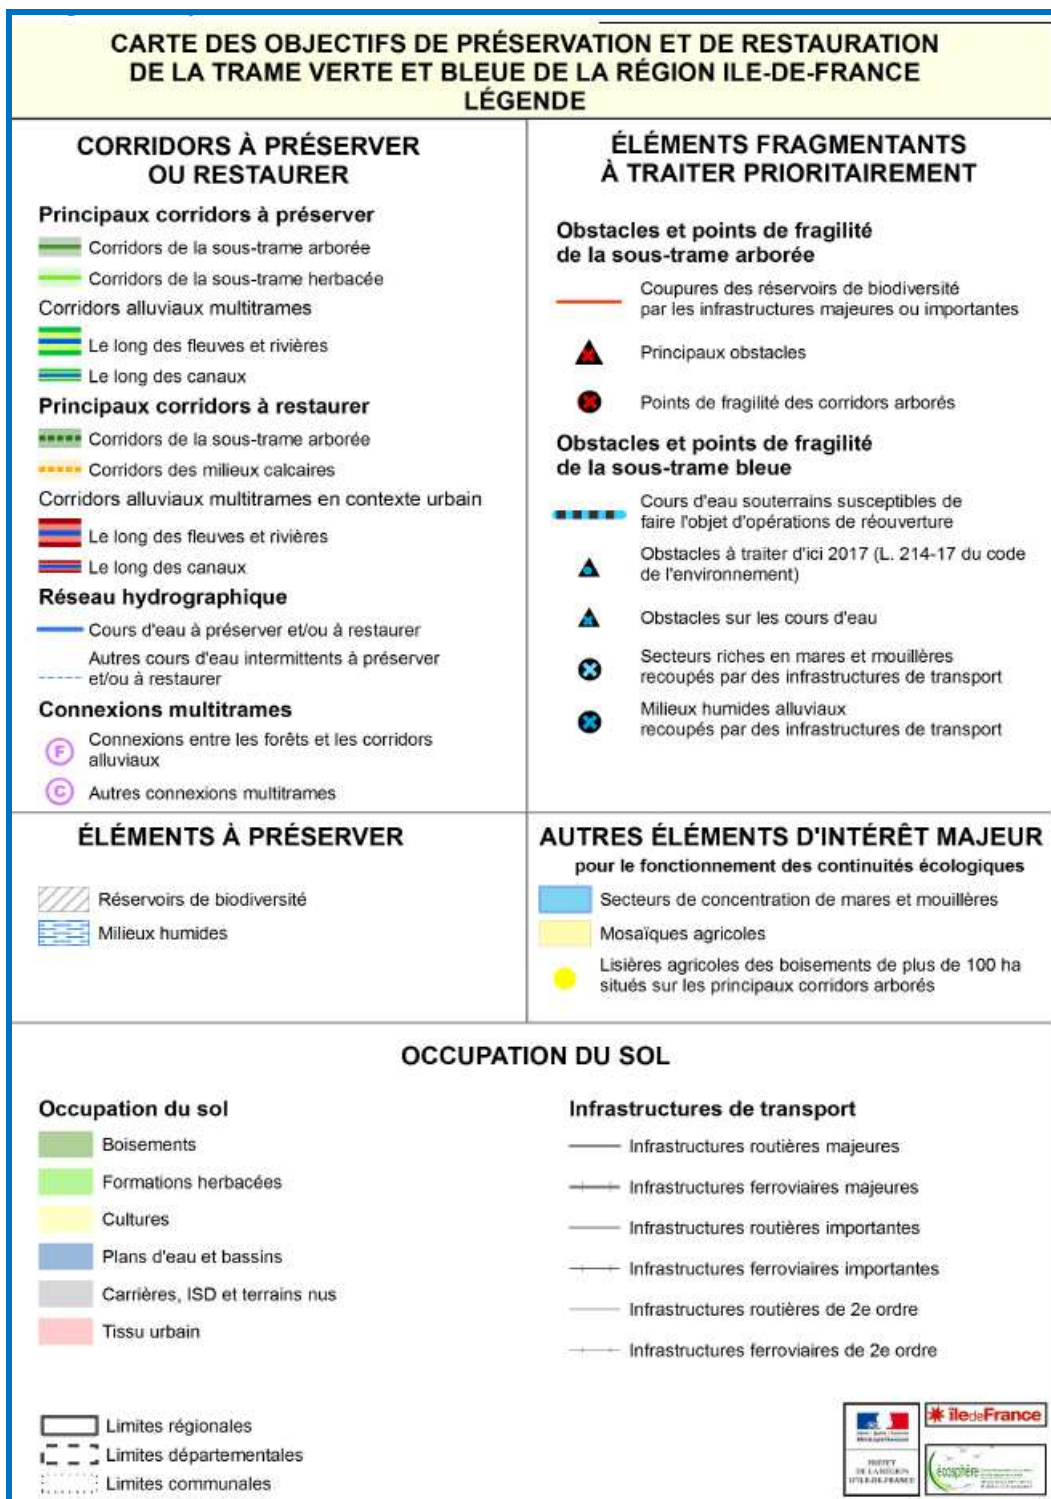 CARTE DES OBJECTIFS DE PRÉSERVATION ET DE RESTAURATION
DE LA TRAME VERTE ET BLEUE DE LA RÉGION ILE-DE-FRANCE
LÉGENDE
CORRIDORS À PRÉSERVER
OU RESTAURER
Principaux corridors à préserver
Corridors de la sous-trame arborée
Corridors de la sous-trame herbacée
Corridors alluviaux multitrames
Le long des fleuves et rivières
Le long des canaux
Principaux corridors à restaurer
Corridors de la sous-trame arborée
Corridors des milieux calcaires
Corridors alluviaux multitrames en contexte urbain
Le long des fleuves et rivières
Le long des canaux
Réseau hydrographique
Cours d'eau à préserver et/ou à restaurer
Autres cours d'eau intermittents à préserver
et/ou à restaurer
Connexions multitrames
F
Connexions entre les forêts et les corridors
alluviaux
C
Autres connexions multitrames
ÉLÉMENTS FRAGMENTANTS
À TRAITER PRIORITAIREMENT
Obstacles et points de fragilité
de la sous-trame arborée
Coupures des réservoirs de biodiversité
par les infrastructures majeures ou importantes
Principaux obstacles
Points de fragilité des corridors arborés
Obstacles et points de fragilité
de la sous-trame bleue
Cours d'eau souterrains susceptibles de
faire l'objet d'opérations de réouverture
Obstacles à traiter d'ici 2017 (L. 214-17 du code
de l'environnement)
Obstacles sur les cours d'eau
Secteurs riches en mares et mouillères
recoupés par des infrastructures de transport
Milieux humides alluviaux
recoupés par des infrastructures de transport
ÉLÉMENTS À PRÉSERVER
Réservoirs de biodiversité
Milieux humides
AUTRES ÉLÉMENTS D'INTÉRÊT MAJEUR
pour le fonctionnement des continuités écologiques
Secteurs de concentration de mares et mouillères
Mosaïques agricoles
Lisières agricoles des boisements de plus de 100 ha
situés sur les principaux corridors arborés
OCCUPATION DU SOL
Occupation du sol
Boisements
Formations herbacées
Cultures
Plans d'eau et bassins
Carrières, ISD et terrains nus
Tissu urbain
Infrastructures de transport
Infrastructures routières majeures
Infrastructures ferroviaires majeures
Infrastructures routières importantes
Infrastructures ferroviaires importantes
Infrastructures routières de 2e ordre
Infrastructures ferroviaires de 2e ordre
Limites régionales
Limites départementales
Limites communales
PRÉFET
DE LA RÉGION
D'ILE-DE-FRANCE
île de France
écosphère